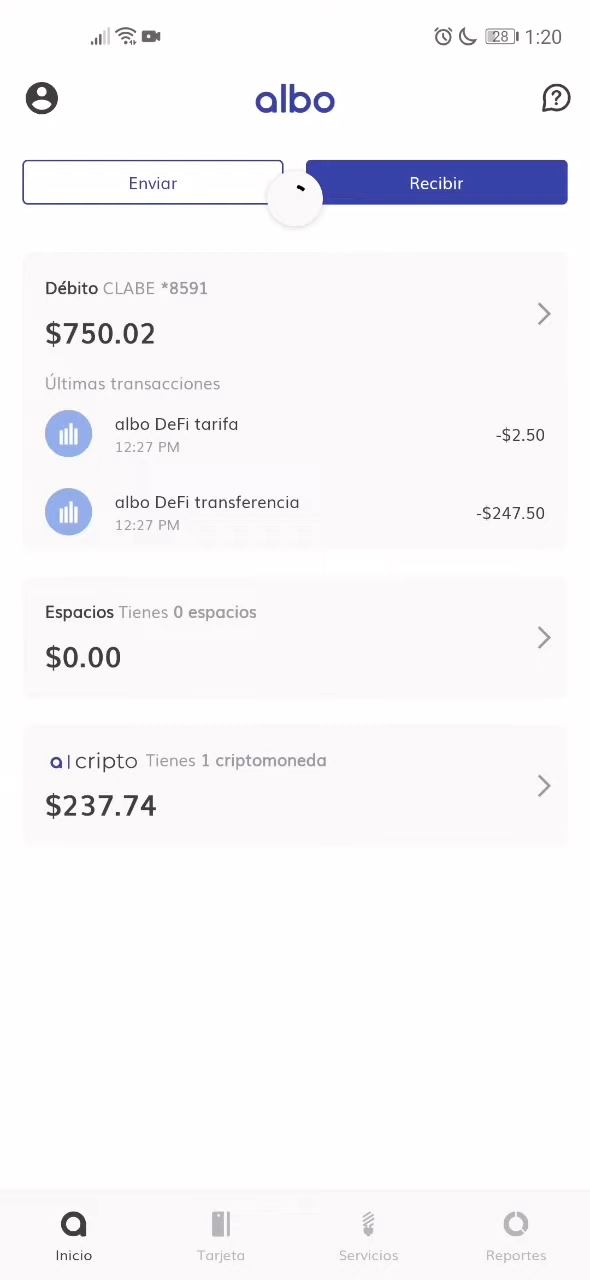 28 1:20
albo
Enviar
Recibir
Débito CLABE *8591
$750.02
Últimas transacciones
albo DeFi tarifa
12:27 PM
-$2.50
albo DeFi transferencia
12:27 PM
-$247.50
Espacios Tienes 0 espacios
$0.00
a|cripto Tienes 1 criptomoneda
$237.74
Inicio
Tarjeta
Servicios
Reportes